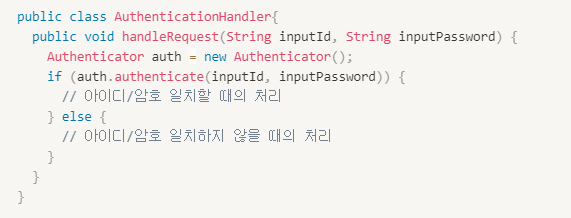 public class AuthenticationHandler{
  public void handleRequest(String inputId, String inputPassword) {
    Authenticator auth = new Authenticator();
    if (auth.authenticate(inputId, inputPassword)) {
      // 아이디/암호 일치할 때의 처리
    } else {
      // 아이디/암호 일치하지 않을 때의 처리
    }
  }
}